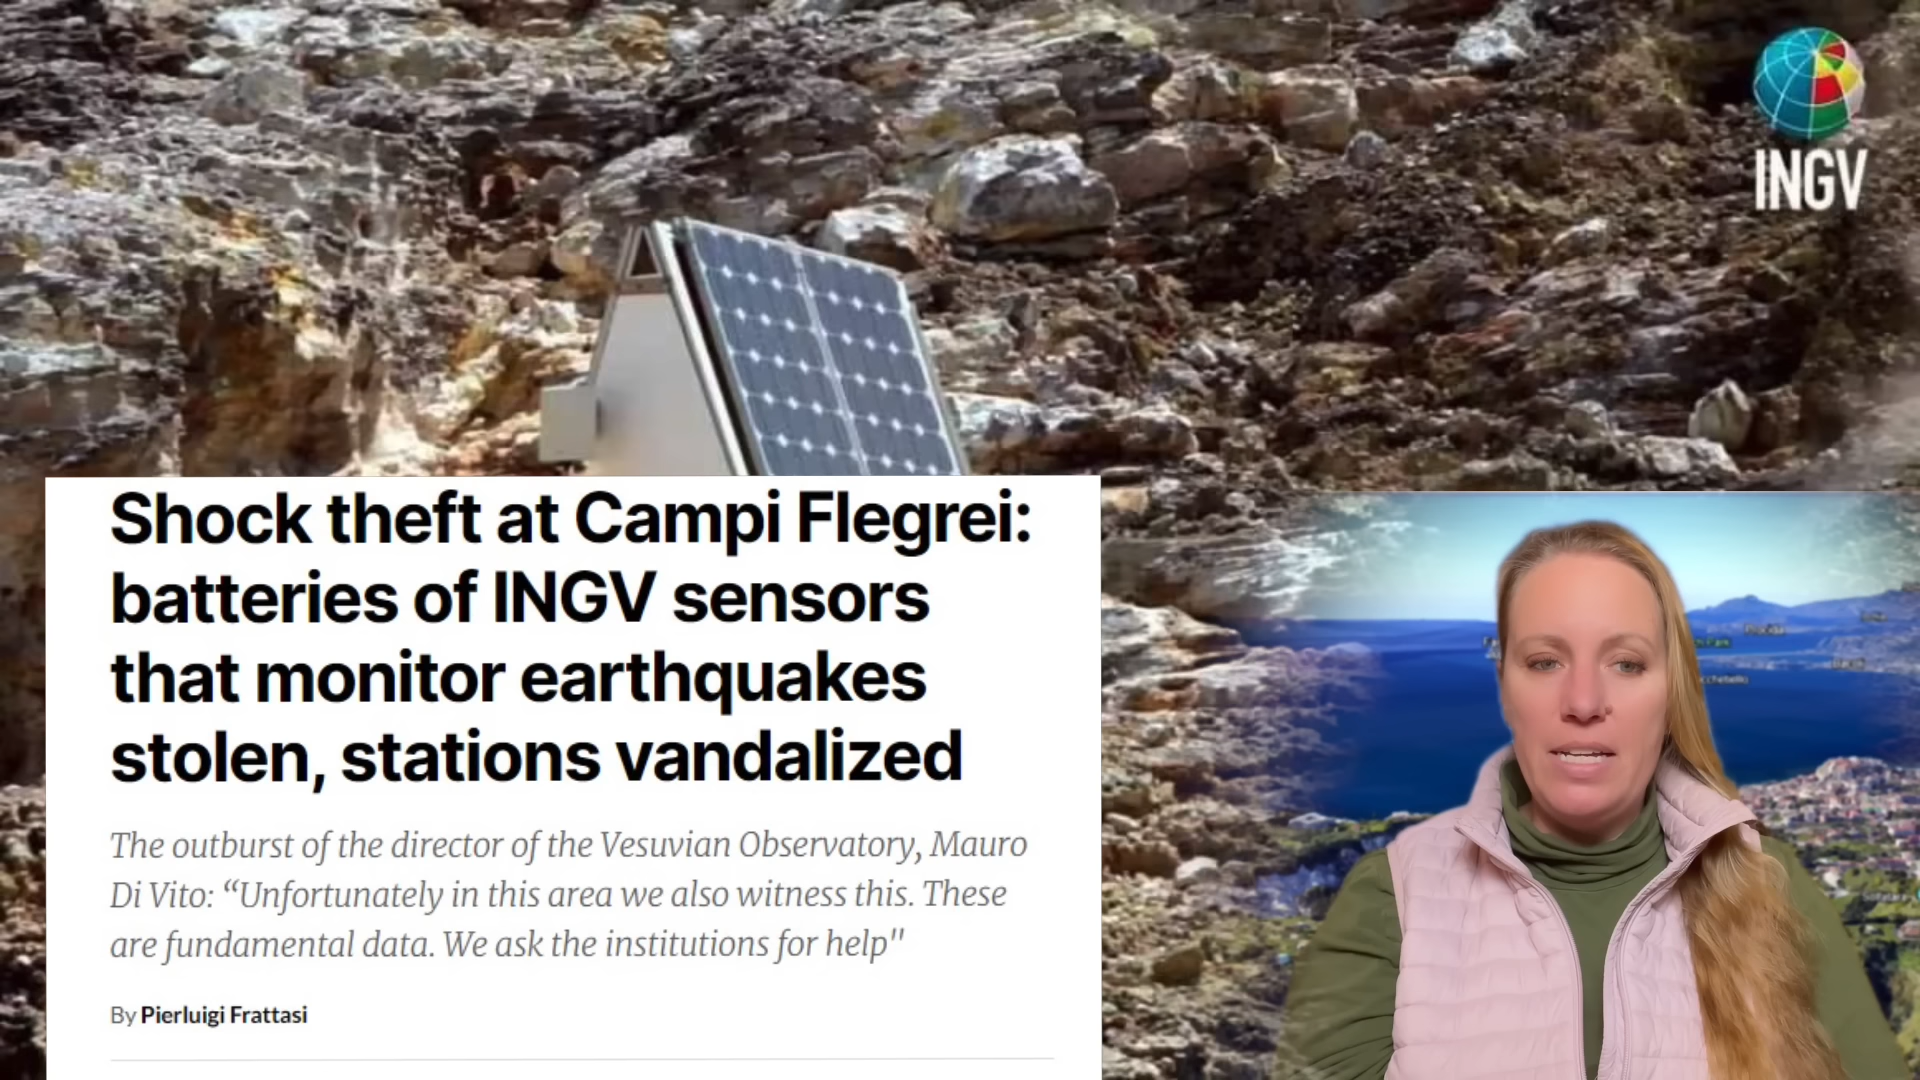 INGV
Shock theft at Campi Flegrei:
batteries of INGV sensors
that monitor earthquakes
stolen, stations vandalized
The outburst of the director of the Vesuvian Observatory, Mauro
Di Vito: “Unfortunately in this area we also witness this. These
are fundamental data. We ask the institutions for help"
By Pierluigi Frattasi